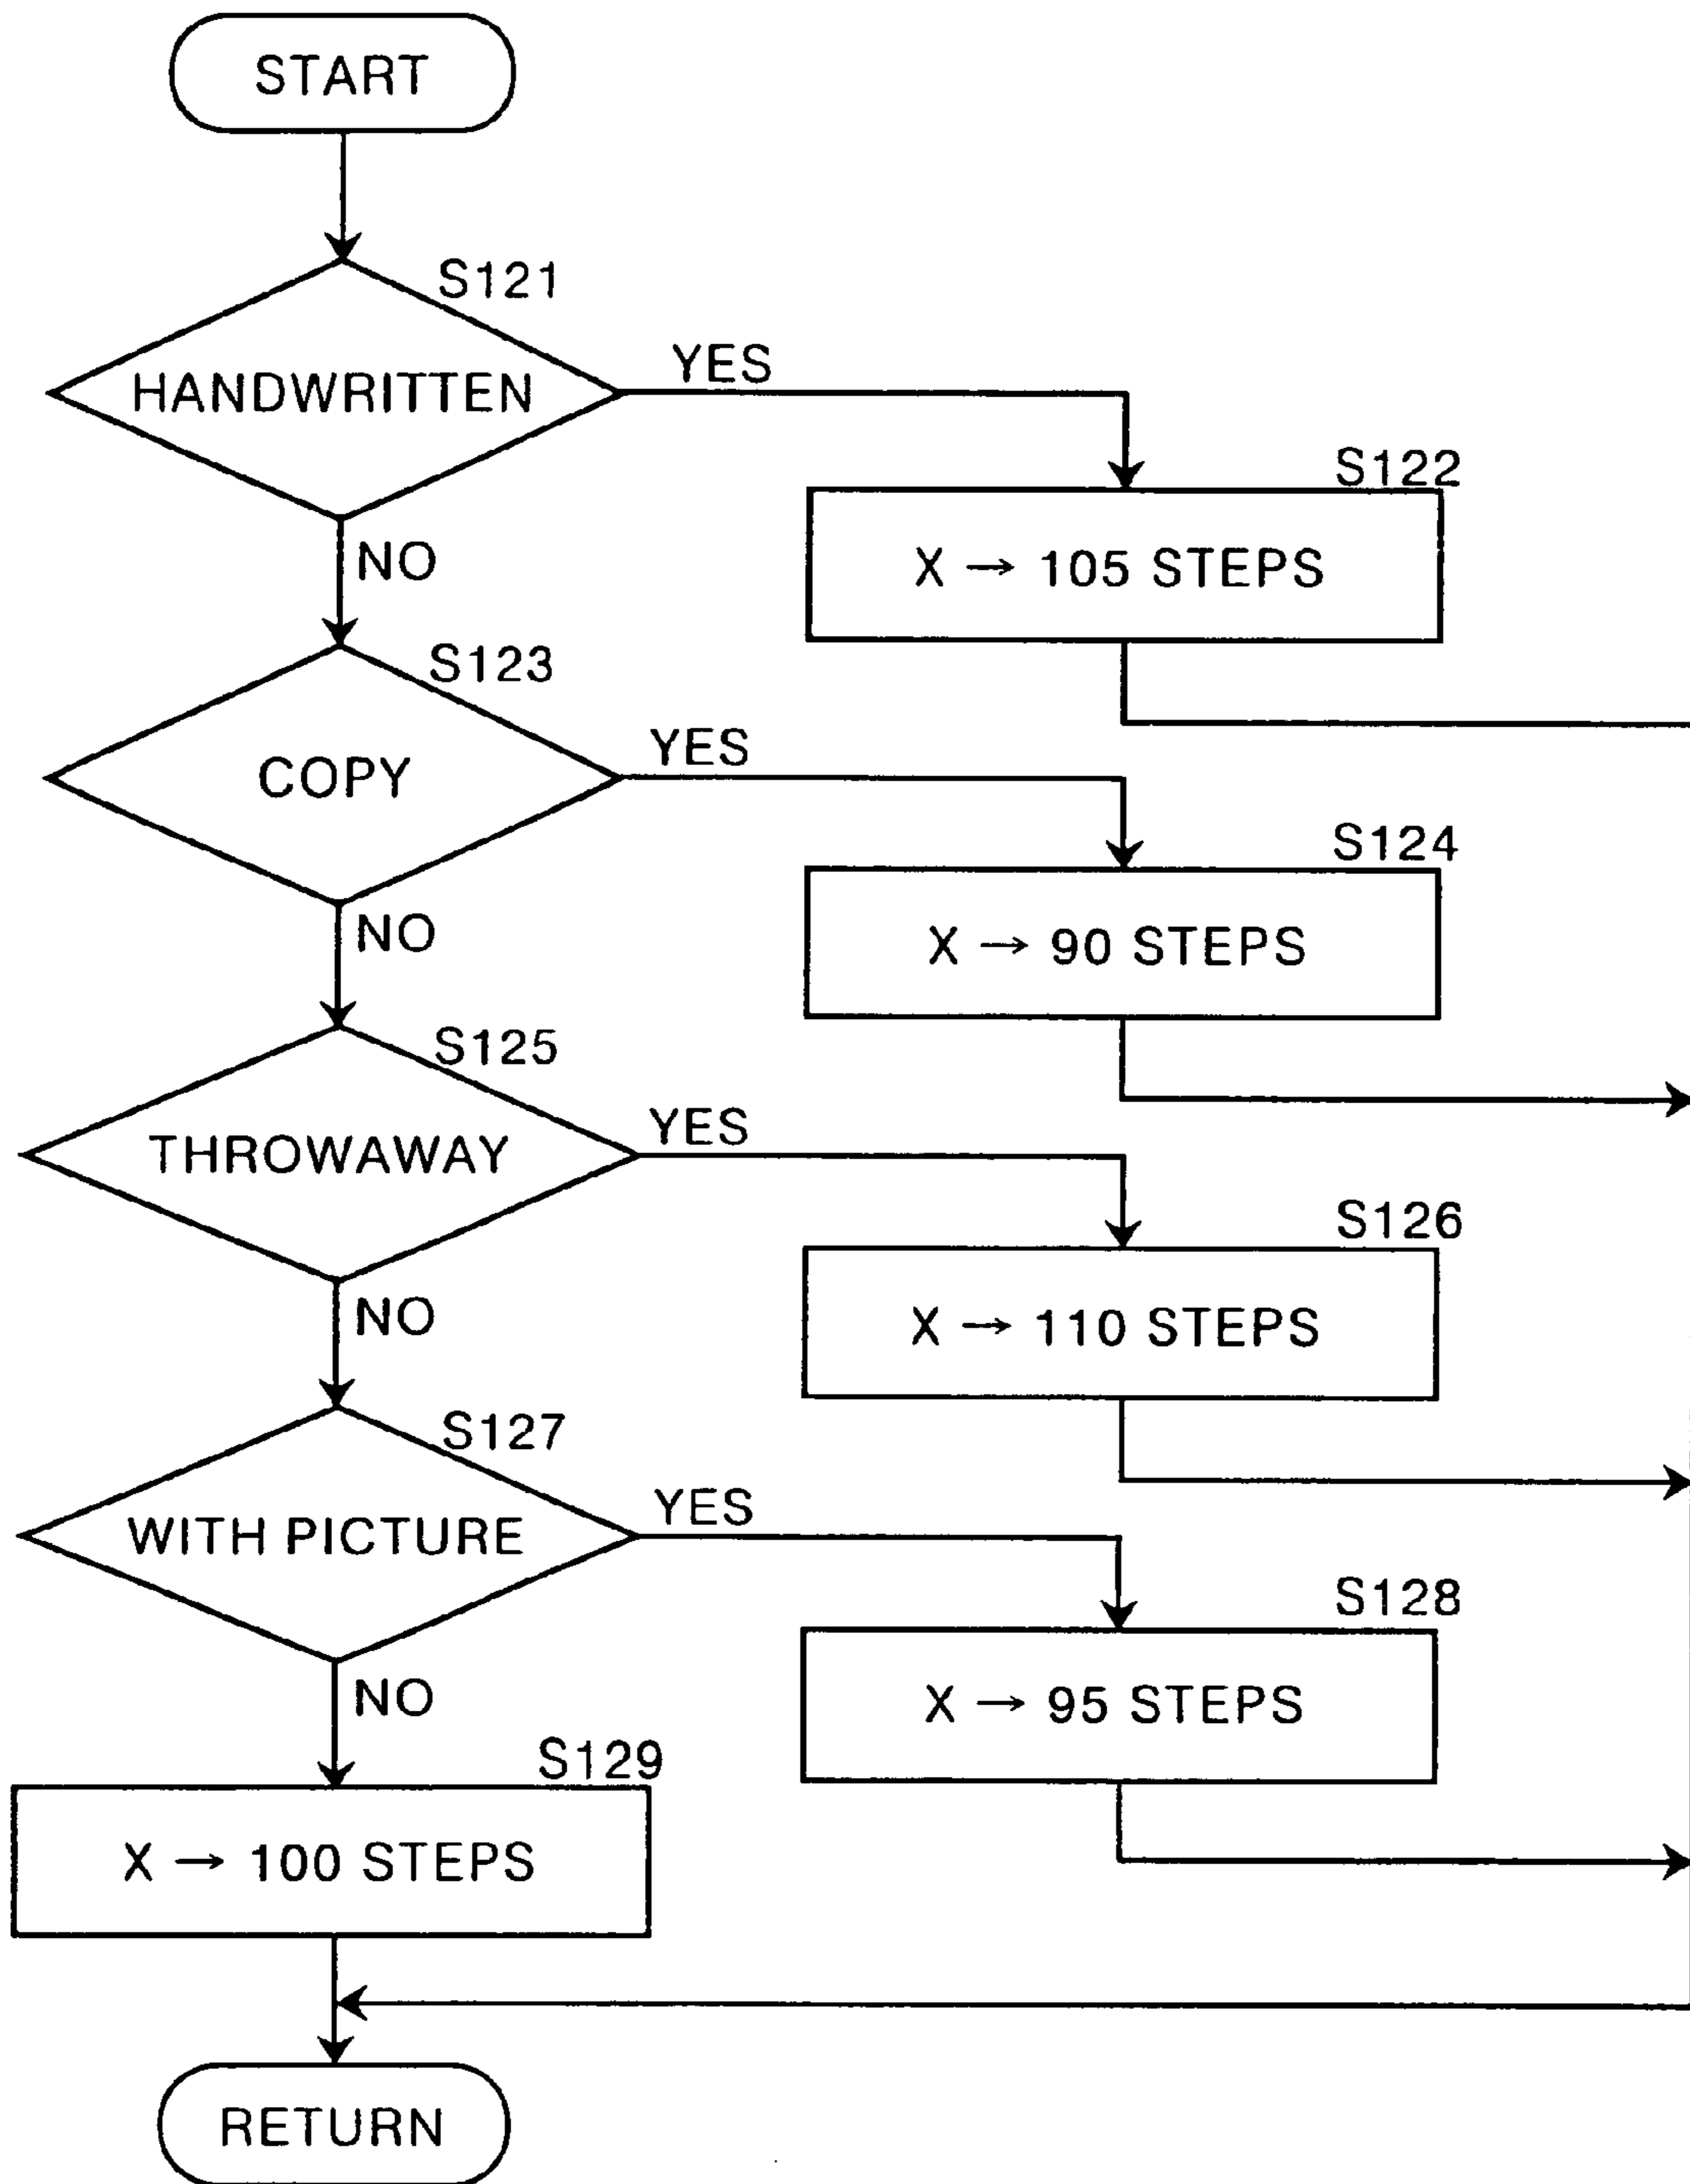 START
S121
HANDWRITTEN
YES
S122
X → 105 STEPS
NO
S123
COPY
YES
S124
X → 90 STEPS
NO
S125
THROWAWAY
YES
S126
X → 110 STEPS
NO
S127
WITH PICTURE
YES
S128
X → 95 STEPS
NO
S129
X → 100 STEPS
RETURN